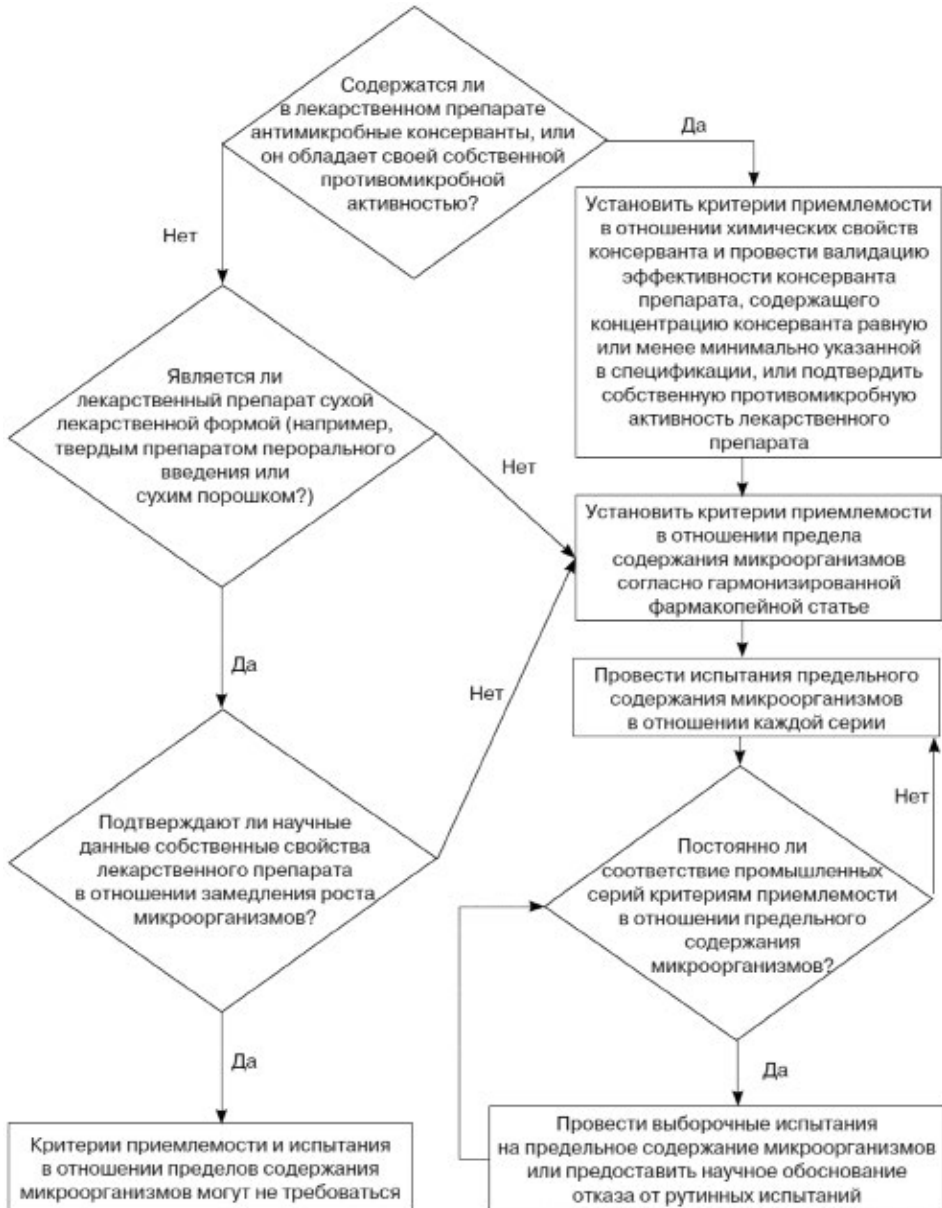 Содержатся ли
в лекарственном препарате
антимикробные консерванты, или
он обладает своей собственной
противомикробной
активностью?
Да
Нет
Установить критерии приемлемости
в отношении химических свойств
консерванта и провести валидацию
эффективности консерванта
препарата, содержащего
концентрацию консерванта равную
или менее минимально указанной
в спецификации, или подтвердить
собственную противомикробную
активность лекарственного
препарата
Является ли
лекарственный препарат сухой
лекарственной формой (например,
твердым препаратом перорального
введения или
сухим порошком?)
Нет
Да
Установить критерии приемлемости
в отношении предела
содержания микроорганизмов
согласно гармонизированной
фармакопейной статье
Провести испытания предельного
содержания микроорганизмов
в отношении каждой серии
Подтверждают ли научные
данные собственные свойства
лекарственного препарата
в отношении замедления роста
микроорганизмов?
Нет
Да
Постоянно ли
соответствие промышленных
серий критериям приемлемости
в отношении предельного
содержания
микроорганизмов?
Нет
Да
Критерии приемлемости и испытания
в отношении пределов содержания
микроорганизмов могут не требоваться
Провести выборочные испытания
на предельное содержание микроорганизмов
или предоставить научное обоснование
отказа от рутинных испытаний